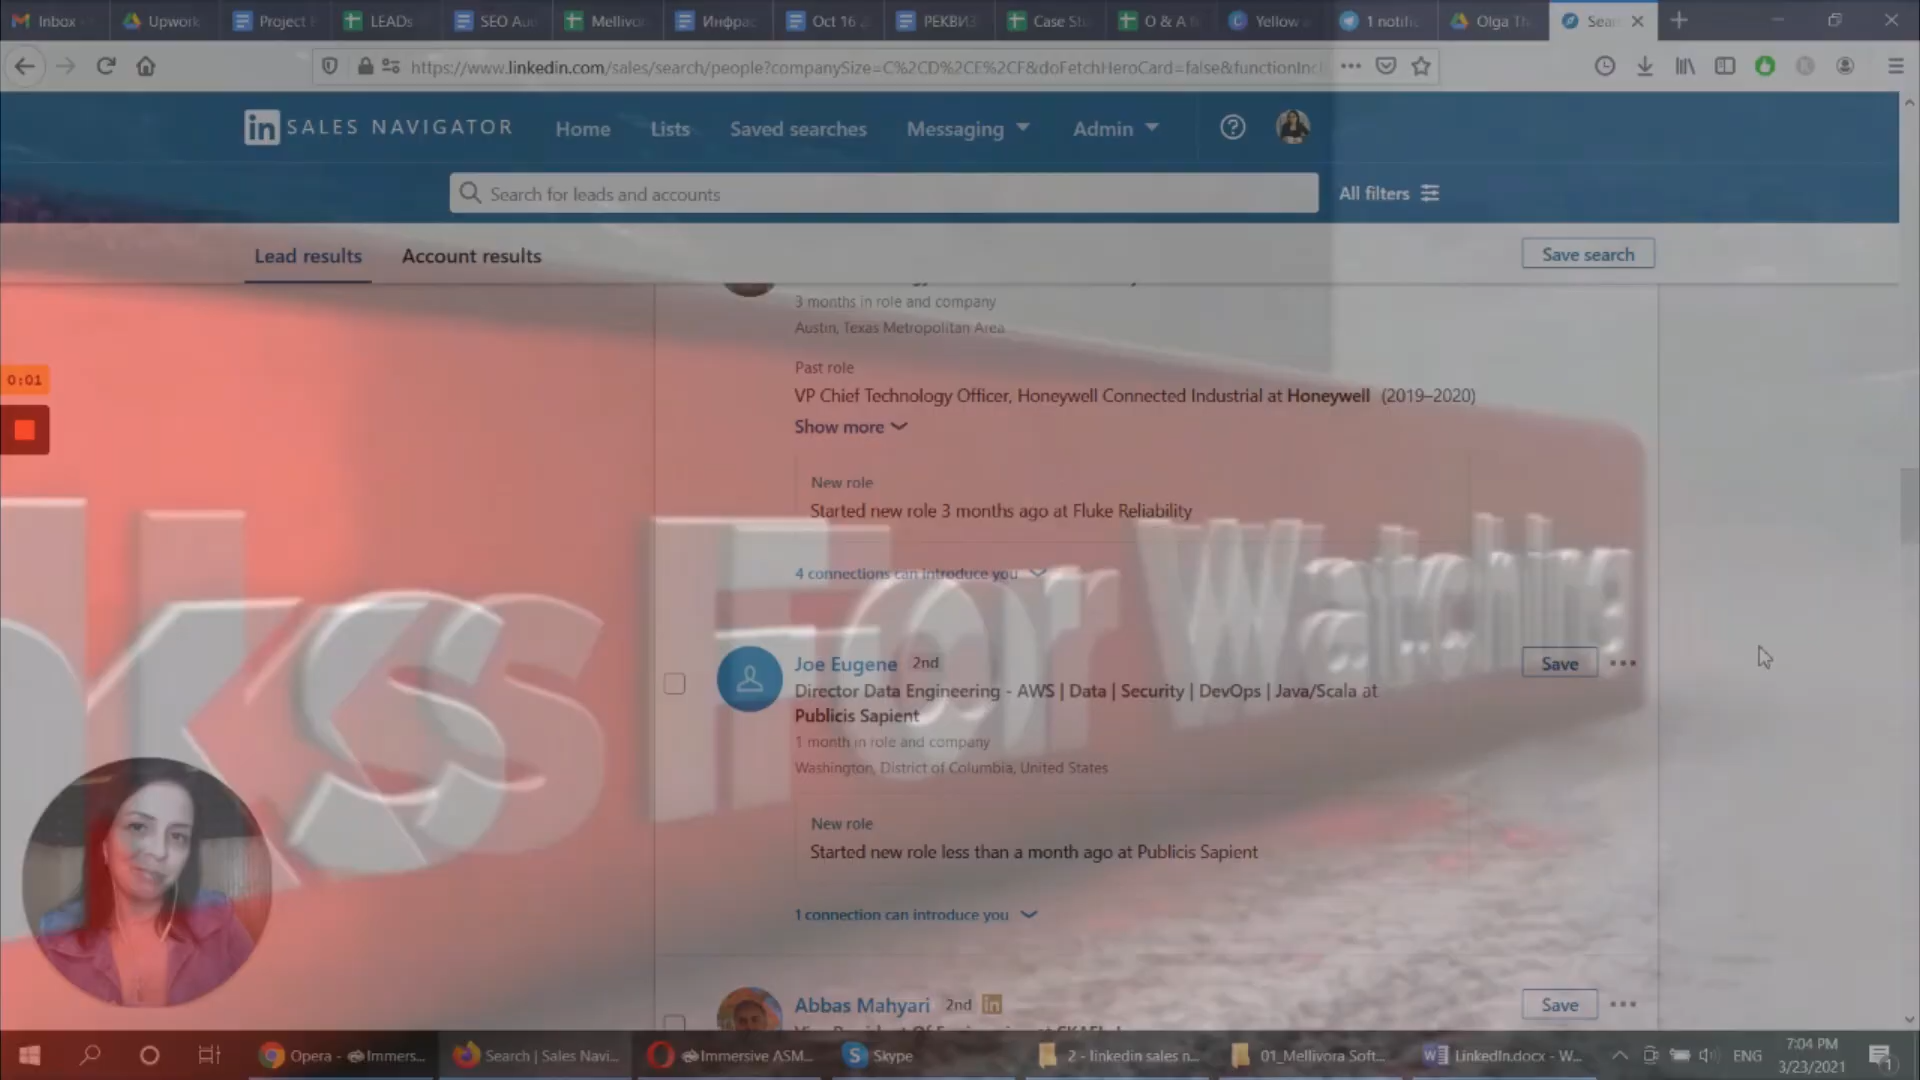 Inbox
Upwork
Project
LEADs
SEO Au
Mellivor
Инфрас
Oct 16
РЕКВИЗ
Case St
O & A f
Yellow
1 notifi
Olga Th
Sear
https://www.linkedin.com/sales/search/people?companySize=C%2CD%2CE%2CF&doFetchHeroCard=false&functionIncl
in SALES NAVIGATOR
Home
Lists
Saved searches
Messaging
Admin
Search for leads and accounts
All filters
Lead results
Account results
Save search
3 months in role and company
Austin, Texas Metropolitan Area
Past role
0:01
VP Chief Technology Officer, Honeywell Connected Industrial at Honeywell (2019–2020)
Show more
New role
Started new role 3 months ago at Fluke Reliability
4 connections can introduce you
ks For Watching
Joe Eugene 2nd
Save
Director Data Engineering - AWS | Data | Security | DevOps | Java/Scala at
Publicis Sapient
1 month in role and company
Washington, District of Columbia, United States
New role
Started new role less than a month ago at Publicis Sapient
1 connection can introduce you
Abbas Mahyari 2nd in
Save
Opera - Immers...
Search | Sales Navi...
Immersive ASM...
Skype
2 - linkedin sales n...
01_Mellivora Soft...
LinkedIn.docx - W...
ENG
7:04 PM
3/23/2021
1